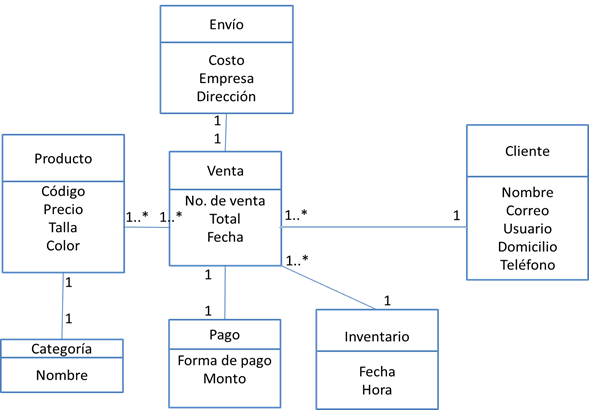 Envío
Costo
Empresa
Dirección
1
1
Producto
Código
Precio
Talla
Color
1..*
1..*
Venta
No. de venta
Total
Fecha
1..*
1
Cliente
Nombre
Correo
Usuario
Domicilio
Teléfono
1
1
1
1
1..*
1
Categoría
Nombre
Pago
Forma de pago
Monto
Inventario
Fecha
Hora